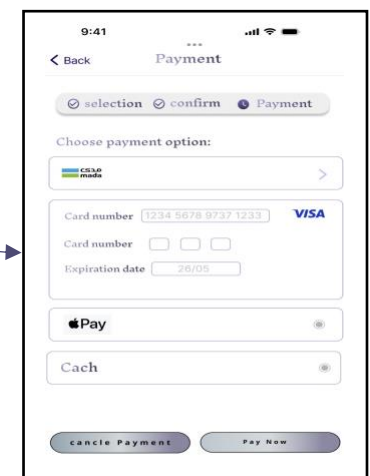 9:41
Back Payment
selection confirm Payment
Choose payment option:
mada
Card number 1234 5678 9737 1233 VISA
Card number
Expiration date 26/05
Pay
Cach
cancle Payment Pay Now